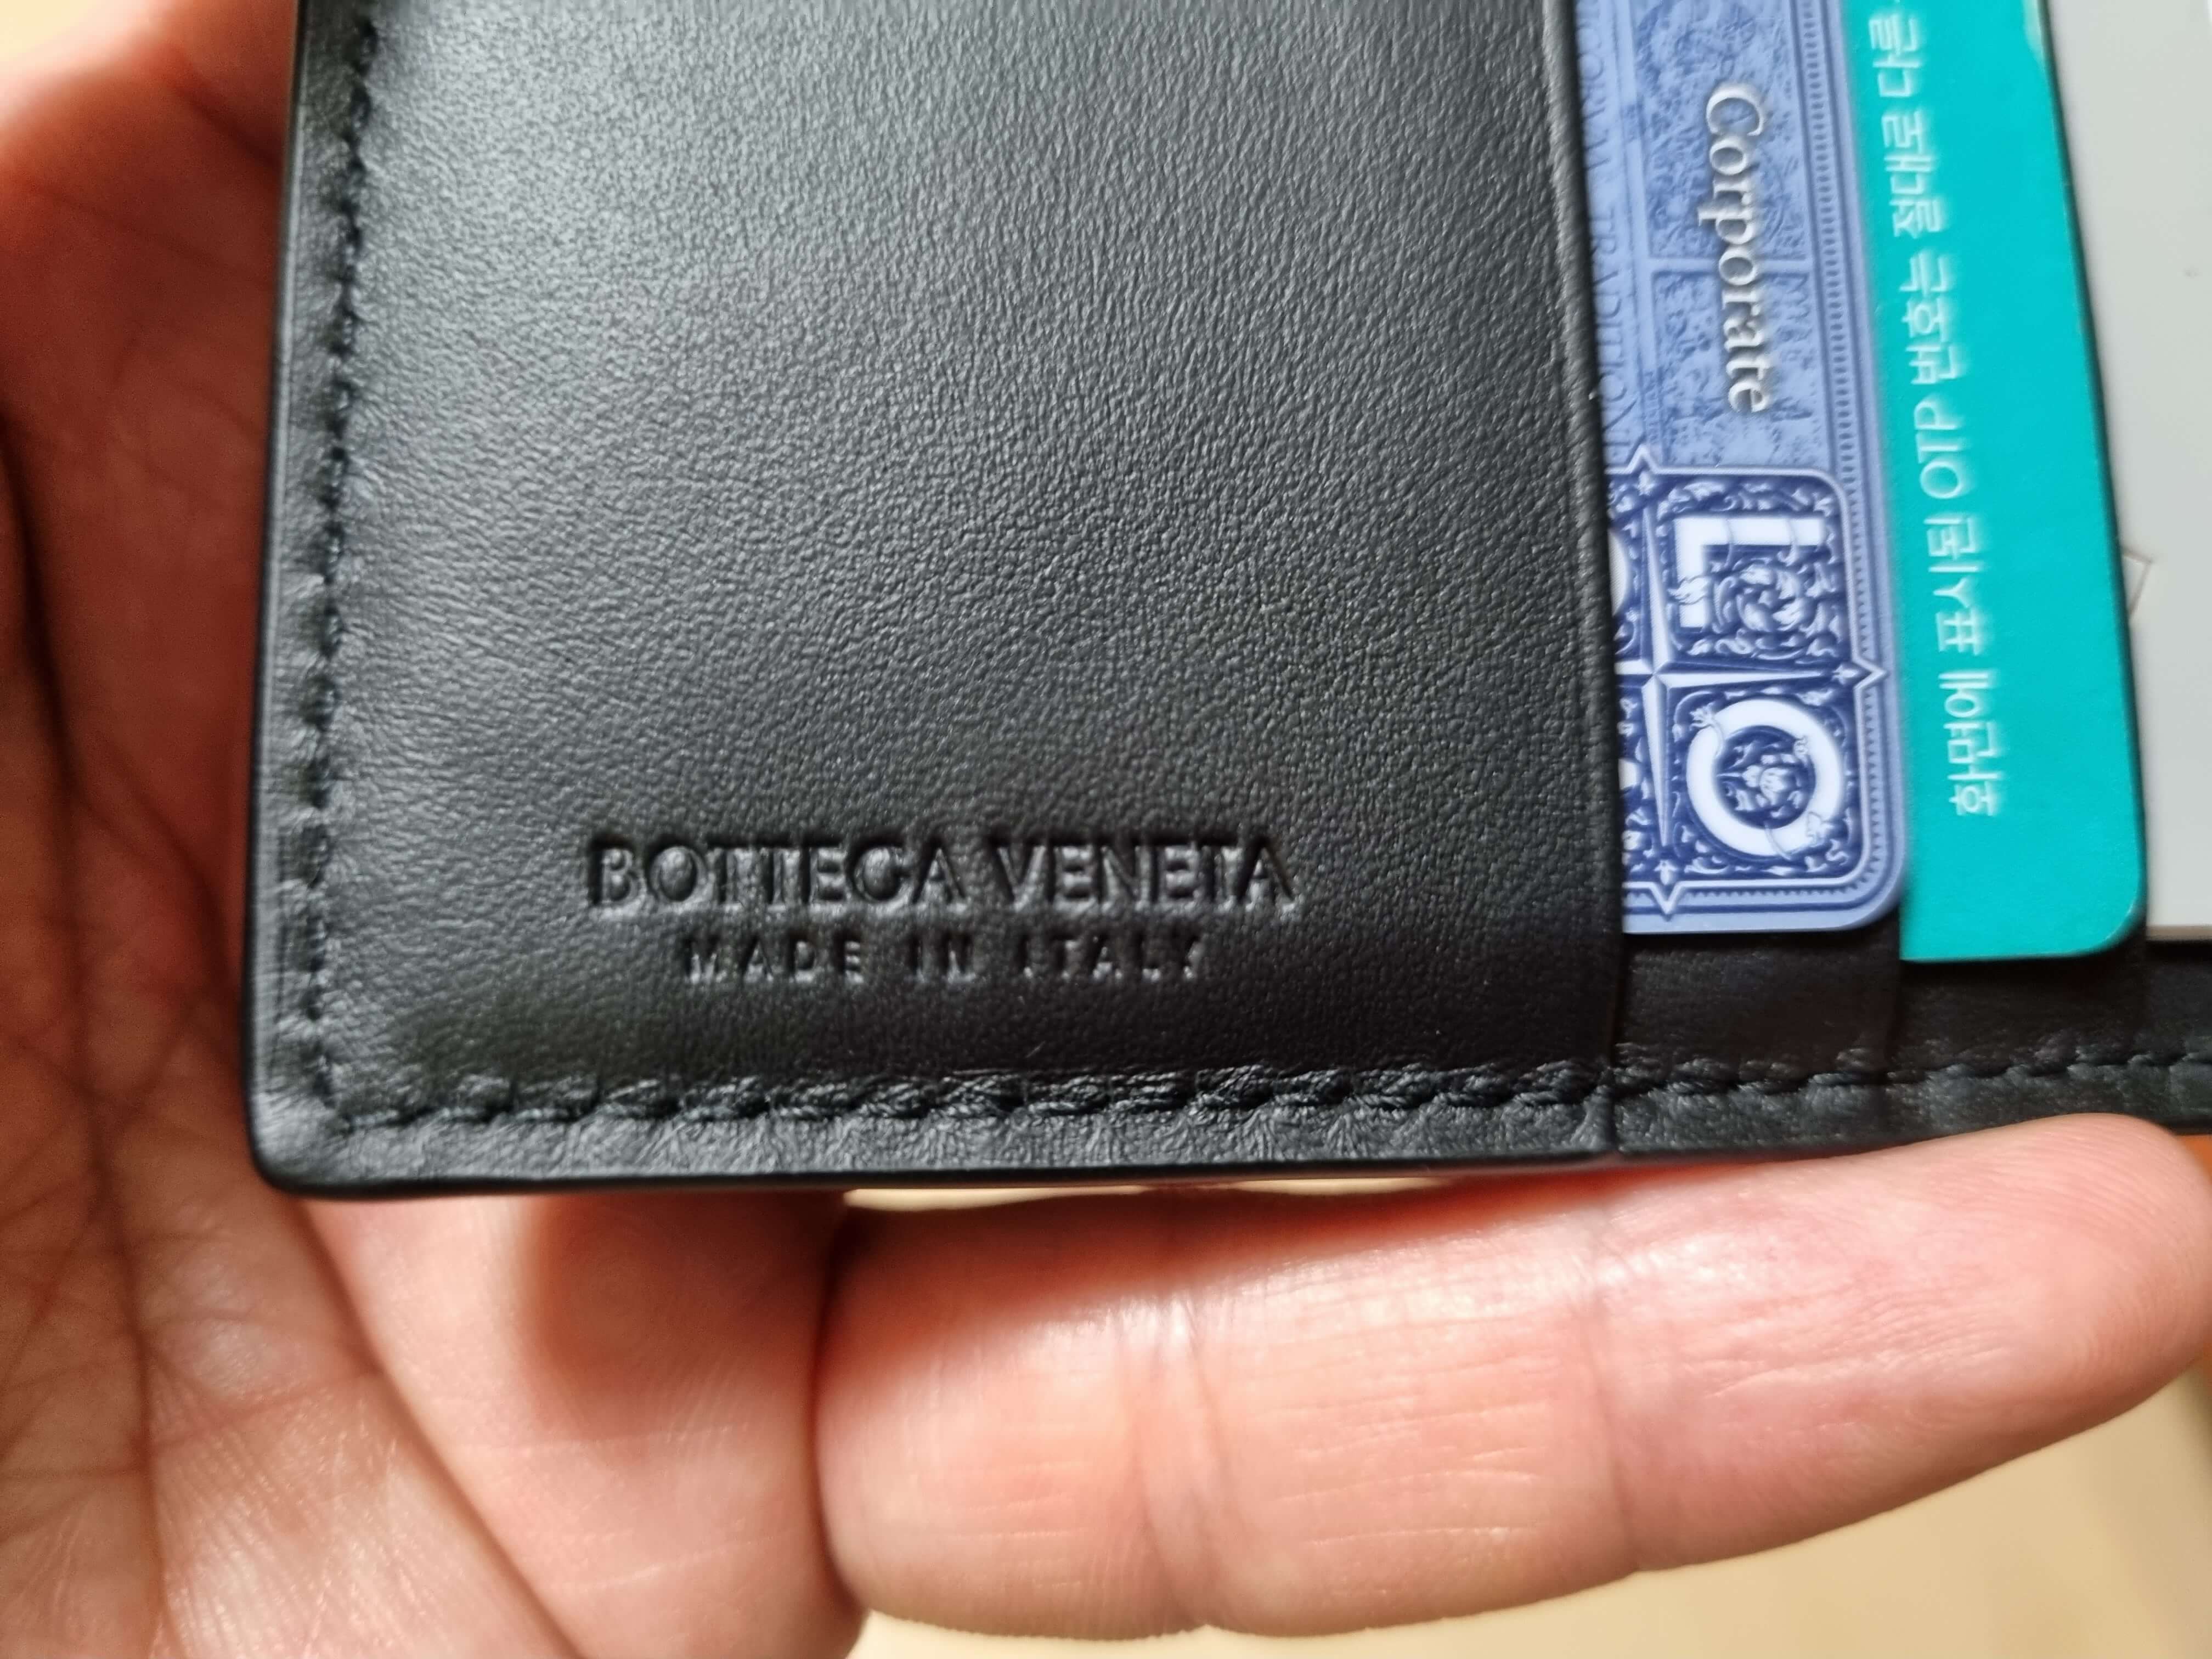 BOTTEGA VENETA
MADE IN ITALY
Corporate
LO
화면에 표시된 OTP 번호는 절대로 다른